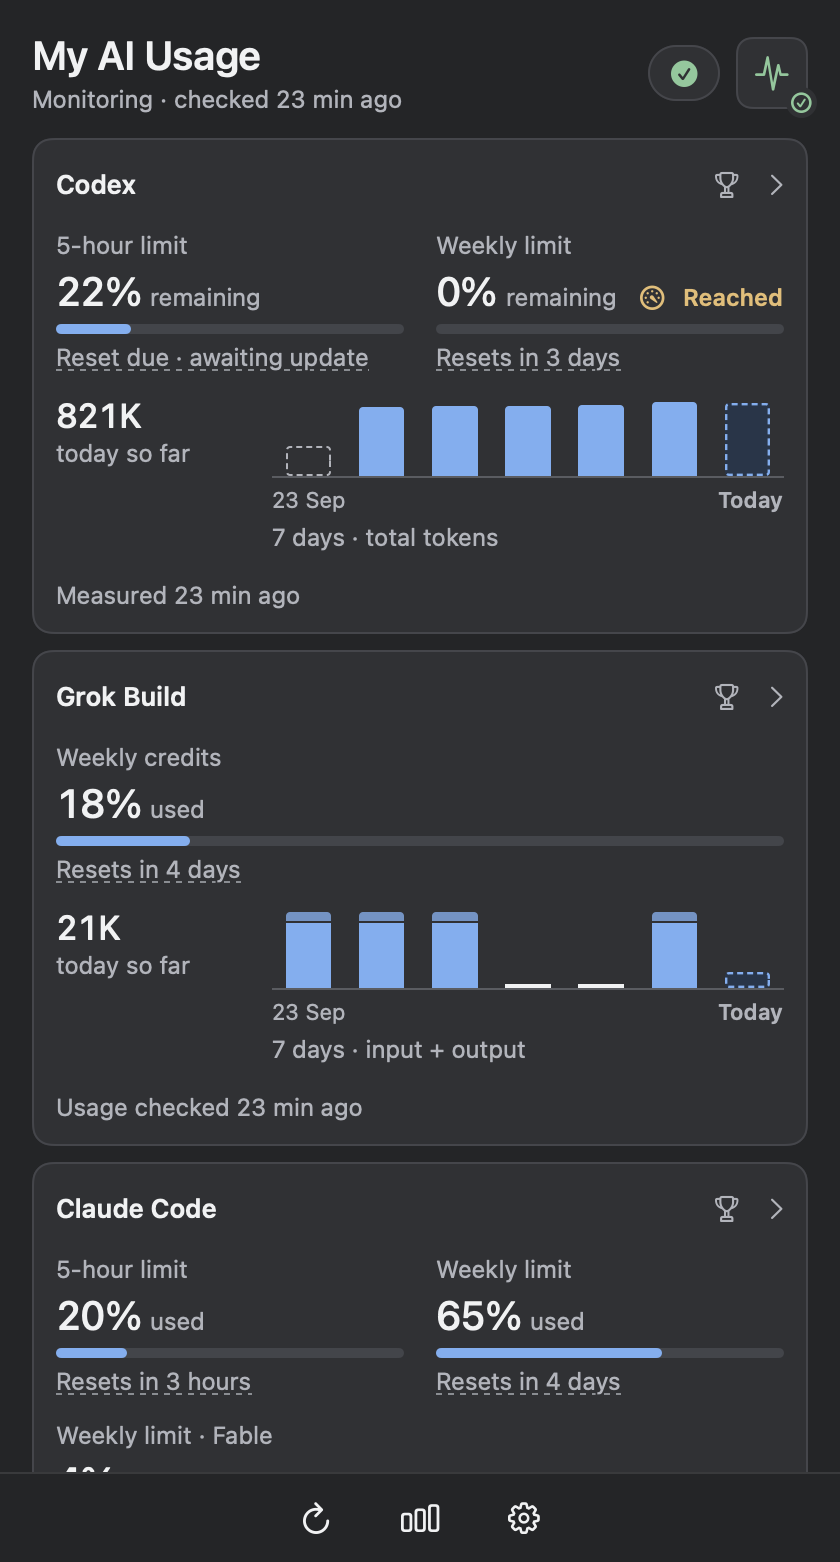 My AI Usage
Monitoring · checked 23 min ago
Codex
5-hour limit
22% remaining
Reset due · awaiting update
Weekly limit
0% remaining Reached
Resets in 3 days
821K
today so far
23 Sep Today
7 days · total tokens
Measured 23 min ago
Grok Build
Weekly credits
18% used
Resets in 4 days
21K
today so far
23 Sep Today
7 days · input + output
Usage checked 23 min ago
Claude Code
5-hour limit
20% used
Resets in 3 hours
Weekly limit
65% used
Resets in 4 days
Weekly limit · Fable